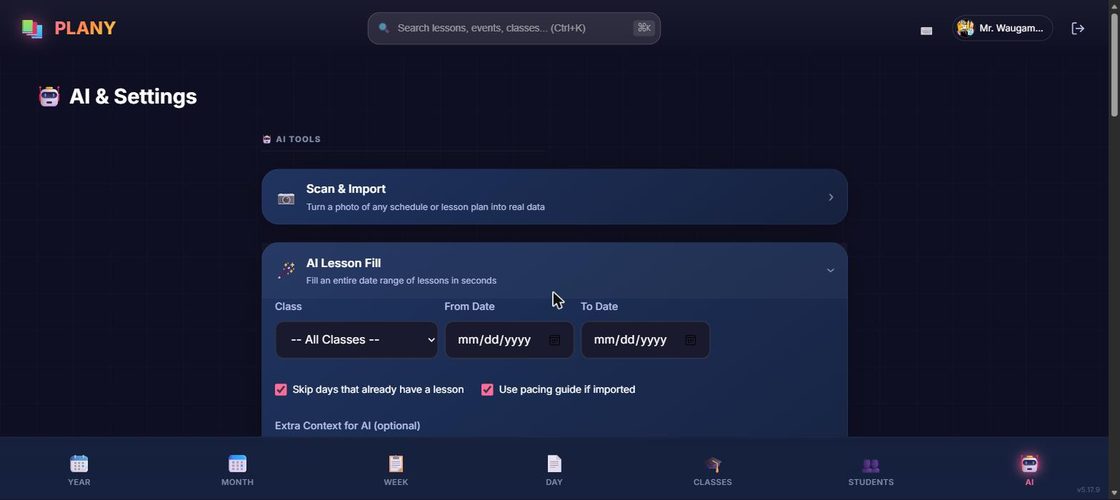 PLANY
Search lessons, events, classes... (Ctrl+K)
⌘K
Mr. Waugam...
AI & Settings
AI TOOLS
Scan & Import
Turn a photo of any schedule or lesson plan into real data
AI Lesson Fill
Fill an entire date range of lessons in seconds
Class From Date To Date
-- All Classes -- mm/dd/yyyy mm/dd/yyyy
Skip days that already have a lesson Use pacing guide if imported
Extra Context for AI (optional)
YEAR MONTH WEEK DAY CLASSES STUDENTS AI
v5.17.9